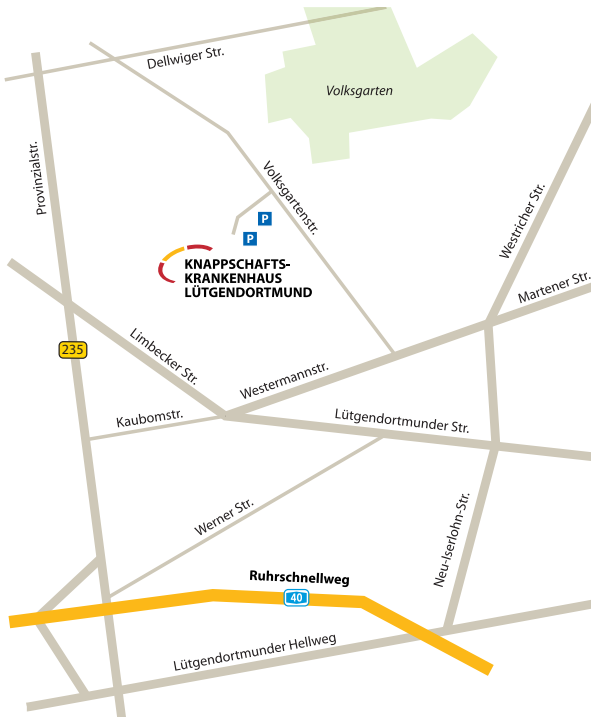 Dellwiger Str.
Volksgarten
Provinzialstr.
Volksgartenstr.
Westricher Str.
P
P
KNAPPSCHAFTS-
KRANKENHAUS
LÜTGENDORTMUND
Martener Str.
235
Limbecker Str.
Westermannstr.
Kaubomstr.
Lütgendortmunder Str.
Werner Str.
Neu-Iserlohn-Str.
Ruhrschnellweg
40
Lütgendortmunder Hellweg